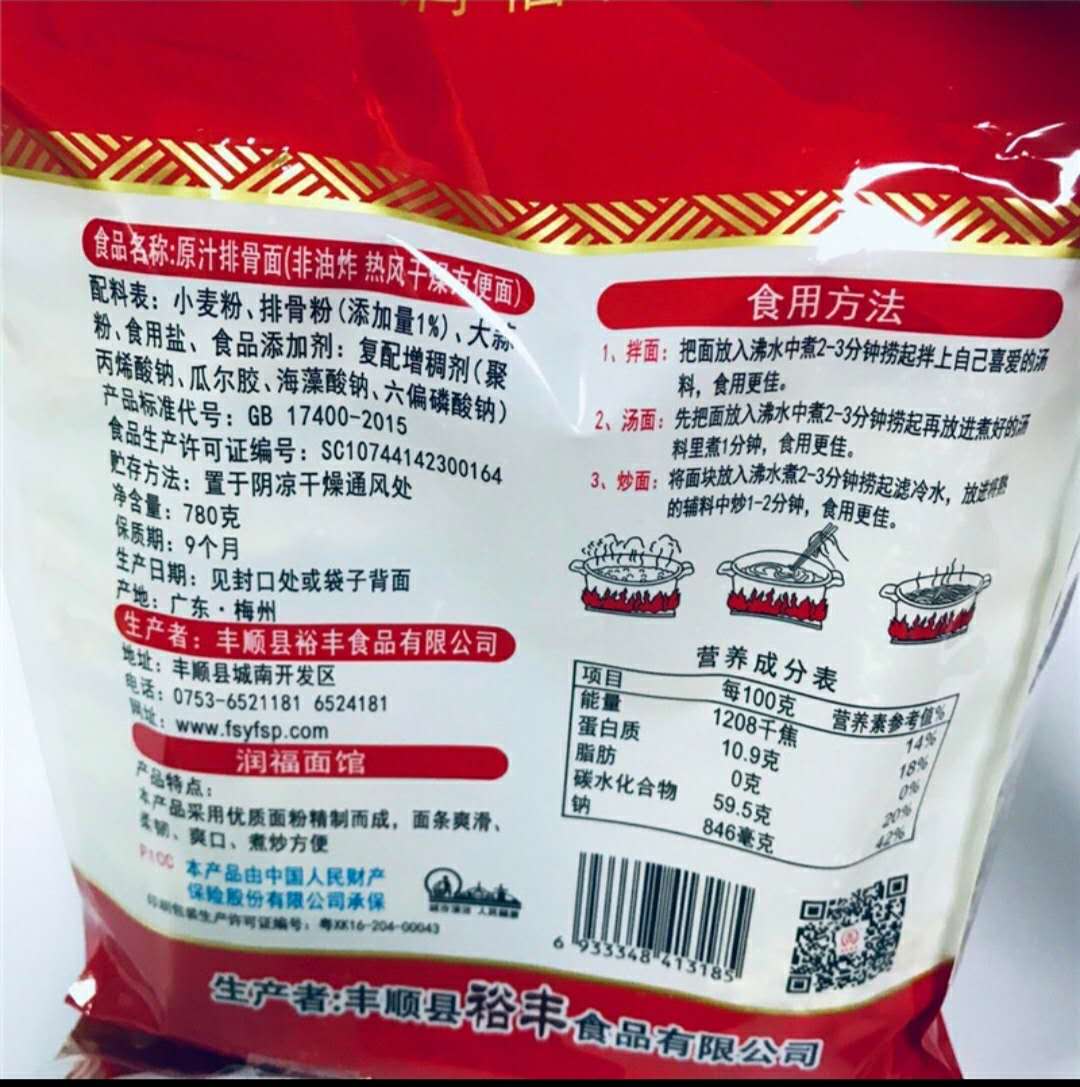 食品名称:原汁排骨面(非油炸 热风干燥方便面)
配料表：小麦粉、排骨粉(添加量1%)、大蒜
粉、食用盐、食品添加剂：复配增稠剂(聚
丙烯酸钠、瓜尔胶、海藻酸钠、六偏磷酸钠)
产品标准代号：GB 17400-2015
食品生产许可证编号：SC10744142300164
贮存方法：置于阴凉干燥通风处
净含量：780克
保质期：9个月
生产日期：见封口处或袋子背面
产地：广东·梅州
生产者：丰顺县裕丰食品有限公司
地址：丰顺县城南开发区
电话：0753-6521181 6524181
网址：www.fsyfsp.com
润福面馆
产品特点：
本产品采用优质面粉精制而成，面条爽滑、
柔韧、爽口、煮炒方便
PICC 本产品由中国人民财产
保险股份有限公司承保
印刷包装生产许可证编号：粤XK16-204-00043
食用方法
1、拌面：把面放入沸水中煮2-3分钟捞起拌上自己喜爱的汤
料，食用更佳。
2、汤面：先把面放入沸水中煮2-3分钟捞起再放进煮好的汤
料里煮1分钟，食用更佳。
3、炒面：将面块放入沸水煮2-3分钟捞起滤冷水，放进
的辅料中炒1-2分钟，食用更佳。
营养成分表
项目 每100克 营养素参考值%
能量 1208千焦 14%
蛋白质 10.9克 18%
脂肪 0克 0%
碳水化合物 59.5克 20%
钠 846毫克 42%
6 933348 413185
生产者:丰顺县裕丰食品有限公司